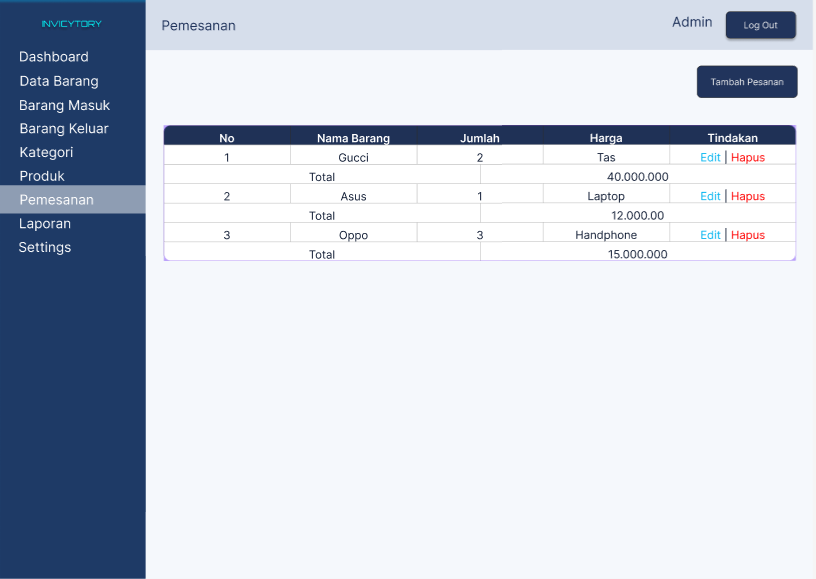 INVICYTORY
Pemesanan
Admin
Log Out
Dashboard
Data Barang
Barang Masuk
Barang Keluar
Kategori
Produk
Pemesanan
Laporan
Settings
Tambah Pesanan
No Nama Barang Jumlah Harga Tindakan
1 Gucci 2 Tas Edit | Hapus
Total 40.000.000
2 Asus 1 Laptop Edit | Hapus
Total 12.000.00
3 Oppo 3 Handphone Edit | Hapus
Total 15.000.000